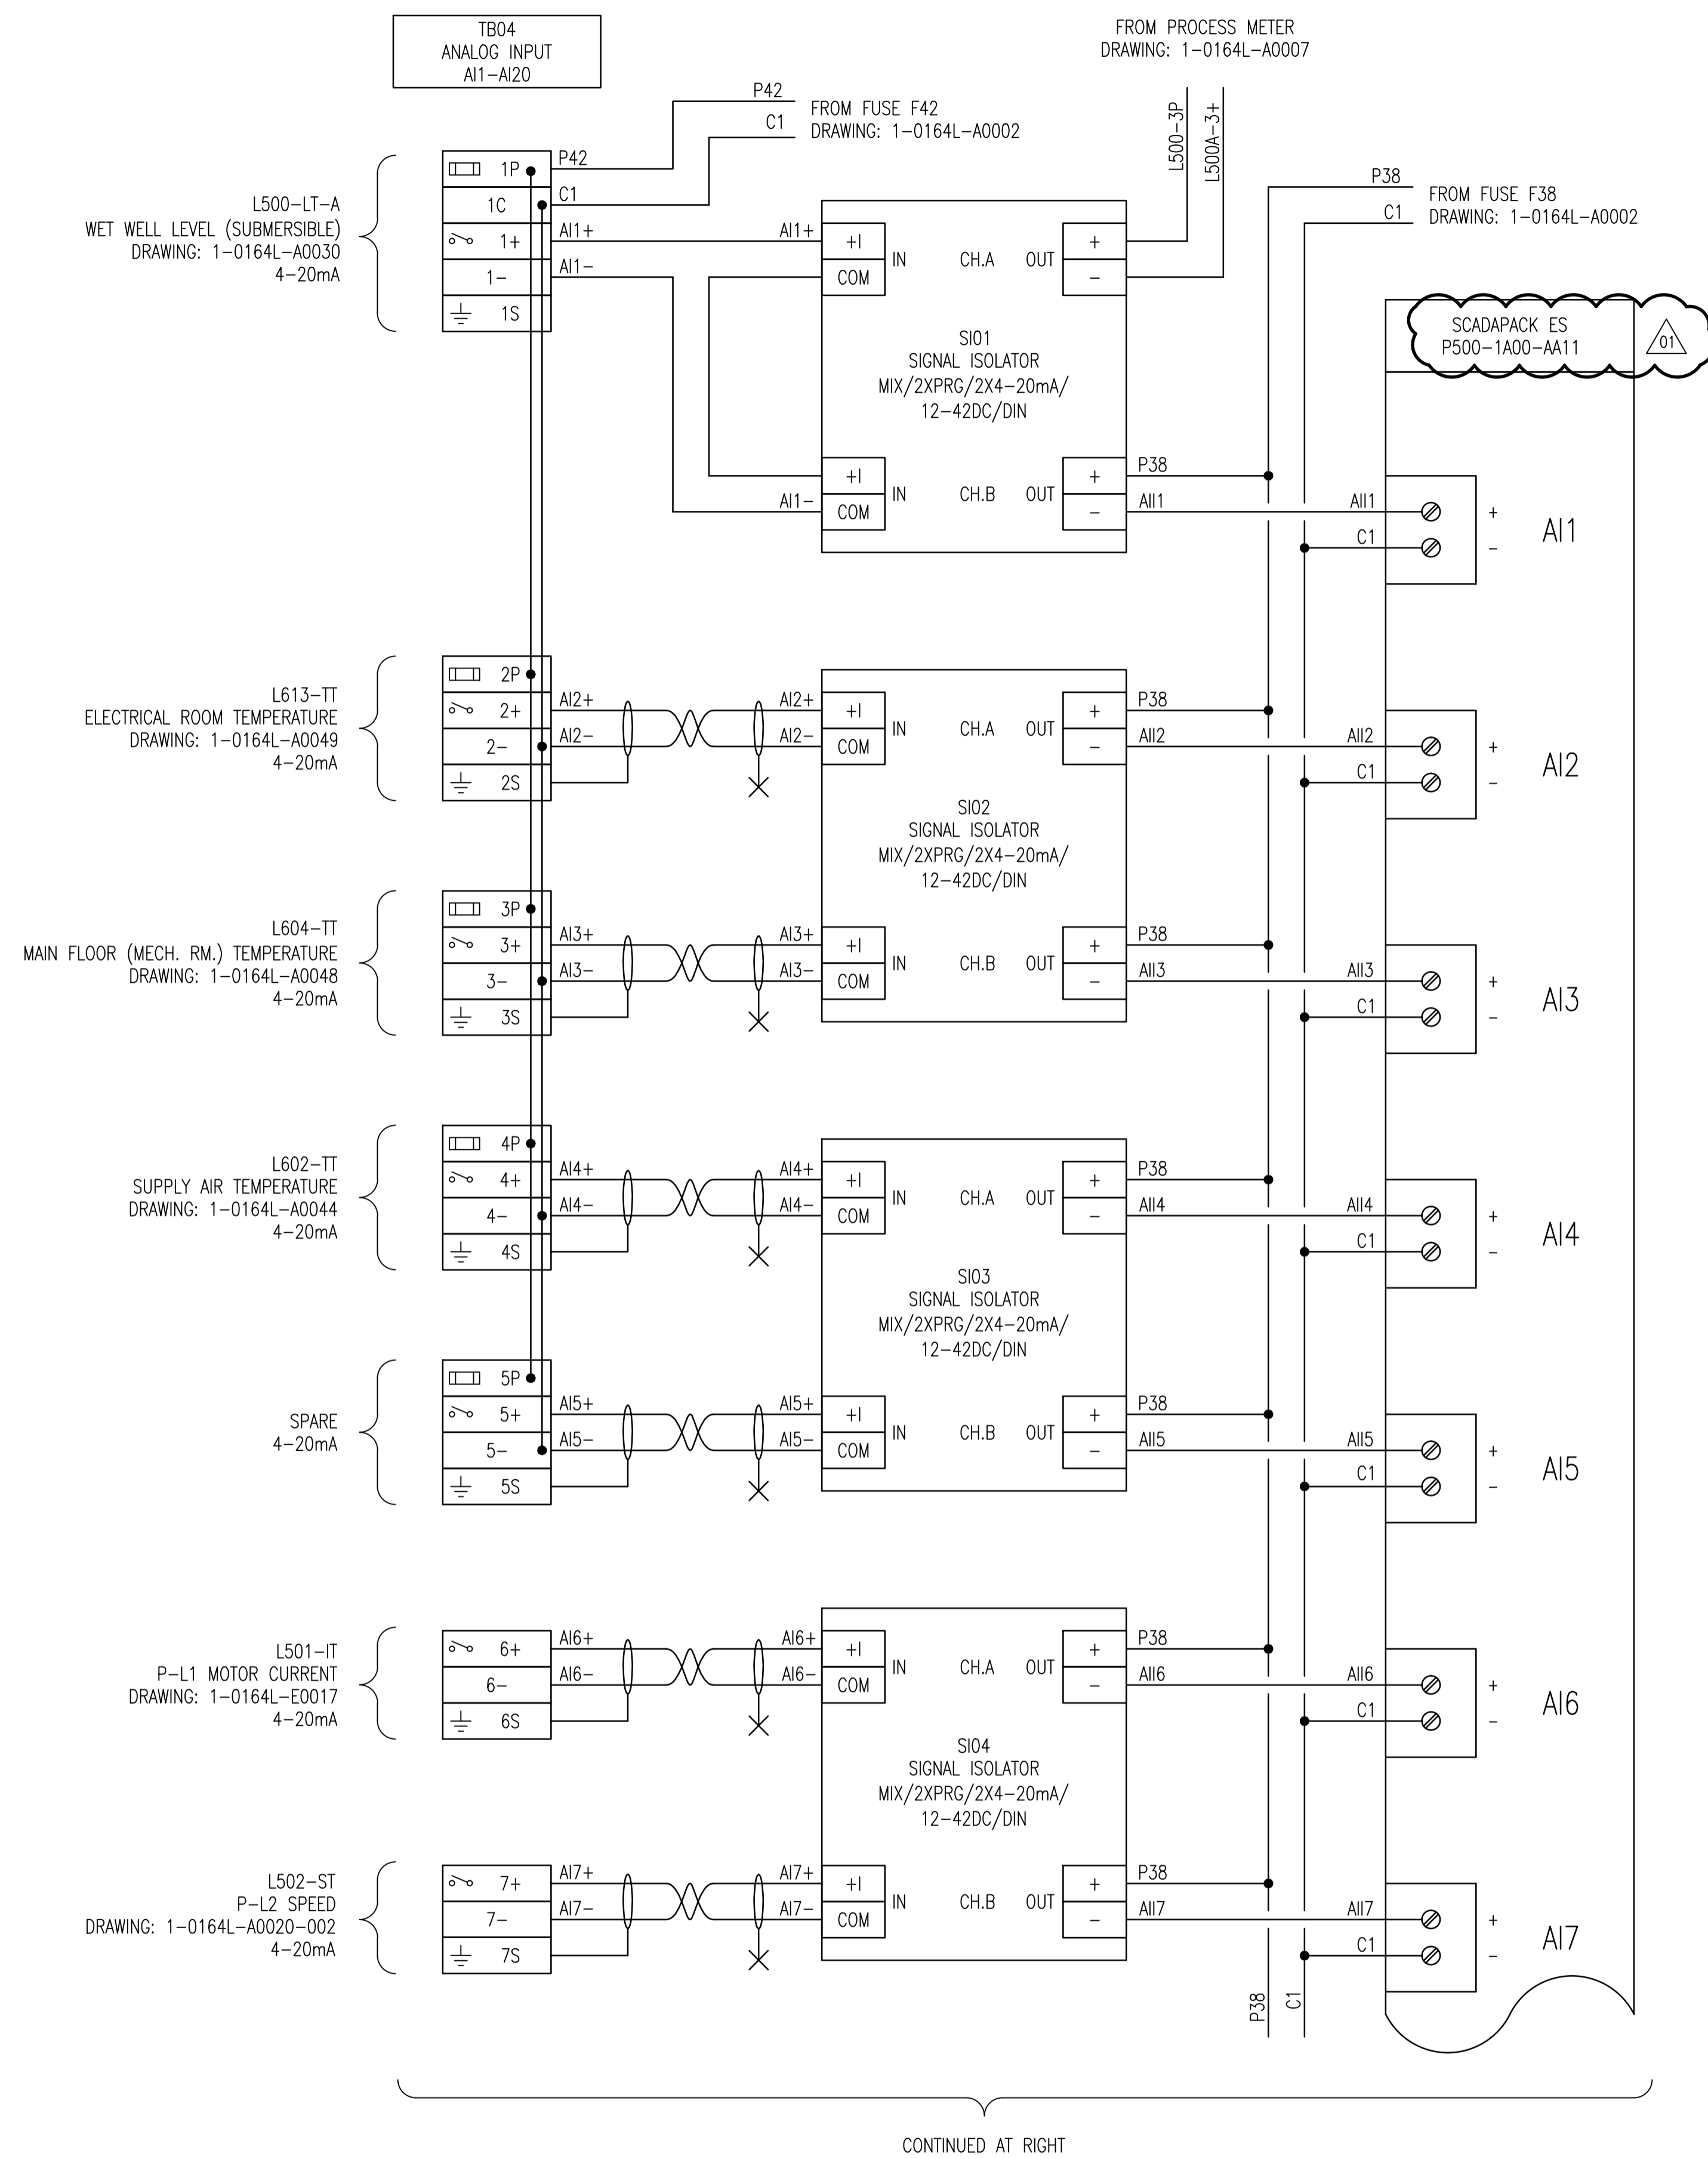 TB04
ANALOG INPUT
AI1-AI20
FROM PROCESS METER
DRAWING: 1-0164L-A0007
P42
C1
FROM FUSE F42
DRAWING: 1-0164L-A0002
L500-3P
L500A-3+
P38
C1
FROM FUSE F38
DRAWING: 1-0164L-A0002
L500-LT-A
WET WELL LEVEL (SUBMERSIBLE)
DRAWING: 1-0164L-A0030
4-20mA
1P
1C
1+
1-
1S
P42
C1
AI1+
AI1-
AI1+
AI1-
+I
COM
IN
CH.A
OUT
+
-
SI01
SIGNAL ISOLATOR
MIX/2XPRG/2X4-20mA/
12-42DC/DIN
+I
COM
IN
CH.B
OUT
+
-
P38
AII1
SCADAPACK ES
P500-1A00-AA11
01
AII1
C1
+
-
AI1
L613-TT
ELECTRICAL ROOM TEMPERATURE
DRAWING: 1-0164L-A0049
4-20mA
2P
2+
2-
2S
AI2+
AI2-
AI2+
AI2-
+I
COM
IN
CH.A
OUT
+
-
P38
AII2
AII2
C1
+
-
AI2
SI02
SIGNAL ISOLATOR
MIX/2XPRG/2X4-20mA/
12-42DC/DIN
L604-TT
MAIN FLOOR (MECH. RM.) TEMPERATURE
DRAWING: 1-0164L-A0048
4-20mA
3P
3+
3-
3S
AI3+
AI3-
AI3+
AI3-
+I
COM
IN
CH.B
OUT
+
-
P38
AII3
AII3
C1
+
-
AI3
L602-TT
SUPPLY AIR TEMPERATURE
DRAWING: 1-0164L-A0044
4-20mA
4P
4+
4-
4S
AI4+
AI4-
AI4+
AI4-
+I
COM
IN
CH.A
OUT
+
-
P38
AII4
AII4
C1
+
-
AI4
SI03
SIGNAL ISOLATOR
MIX/2XPRG/2X4-20mA/
12-42DC/DIN
SPARE
4-20mA
5P
5+
5-
5S
AI5+
AI5-
AI5+
AI5-
+I
COM
IN
CH.B
OUT
+
-
P38
AII5
AII5
C1
+
-
AI5
L501-IT
P-L1 MOTOR CURRENT
DRAWING: 1-0164L-E0017
4-20mA
6+
6-
6S
AI6+
AI6-
AI6+
AI6-
+I
COM
IN
CH.A
OUT
+
-
P38
AII6
AII6
C1
+
-
AI6
SI04
SIGNAL ISOLATOR
MIX/2XPRG/2X4-20mA/
12-42DC/DIN
L502-ST
P-L2 SPEED
DRAWING: 1-0164L-A0020-002
4-20mA
7+
7-
7S
AI7+
AI7-
AI7+
AI7-
+I
COM
IN
CH.B
OUT
+
-
P38
AII7
AII7
C1
+
-
AI7
P38
C1
CONTINUED AT RIGHT